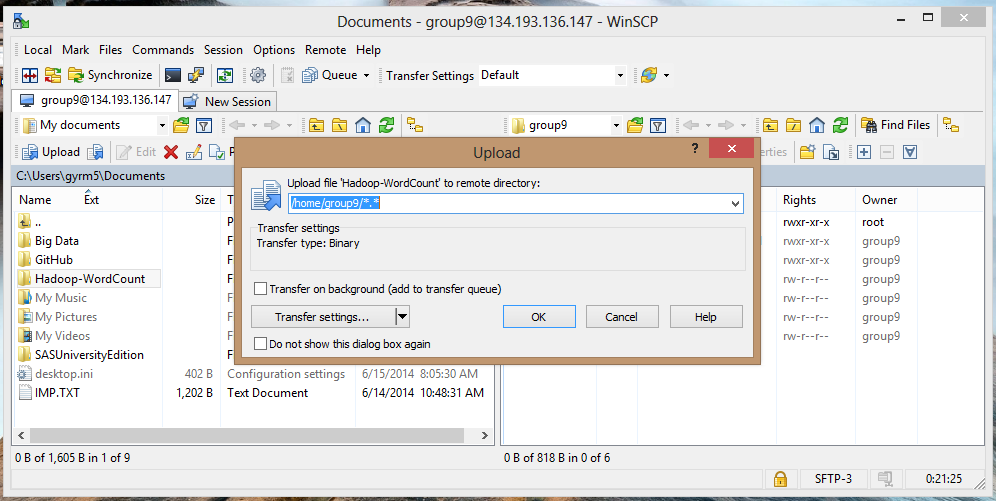 Documents - group9@134.193.136.147 - WinSCP
Local Mark Files Commands Session Options Remote Help
Synchronize Queue Transfer Settings Default
group9@134.193.136.147 New Session
My documents group9 Find Files
Upload Edit
C:\Users\gyrm5\Documents
Name Ext Size Rights Owner
.. rwxr-xr-x root
Big Data rwxr-xr-x group9
GitHub rwxr-xr-x group9
Hadoop-WordCount rw-r--r-- group9
My Music rw-r--r-- group9
My Pictures rw-r--r-- group9
My Videos rw-r--r-- group9
SASUniversityEdition
desktop.ini 402 B Configuration settings 6/15/2014 8:05:30 AM
IMP.TXT 1,202 B Text Document 6/14/2014 10:48:31 AM
0 B of 1,605 B in 1 of 9 0 B of 818 B in 0 of 6
SFTP-3 0:21:25
Upload ?
Upload file 'Hadoop-WordCount' to remote directory:
/home/group9/*.*
Transfer settings
Transfer type: Binary
Transfer on background (add to transfer queue)
Transfer settings... OK Cancel Help
Do not show this dialog box again